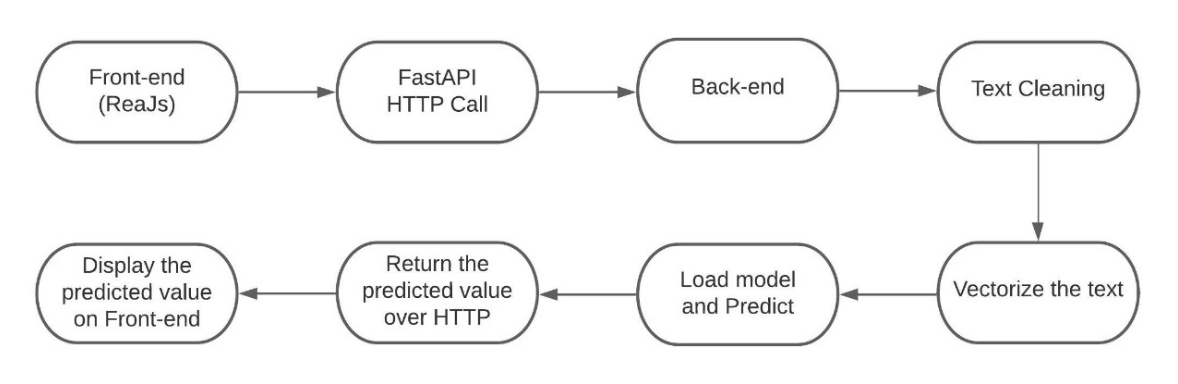 Front-end
(ReaJs)
FastAPI
HTTP Call
Back-end
Text Cleaning
Vectorize the text
Load model
and Predict
Return the
predicted value
over HTTP
Display the
predicted value
on Front-end